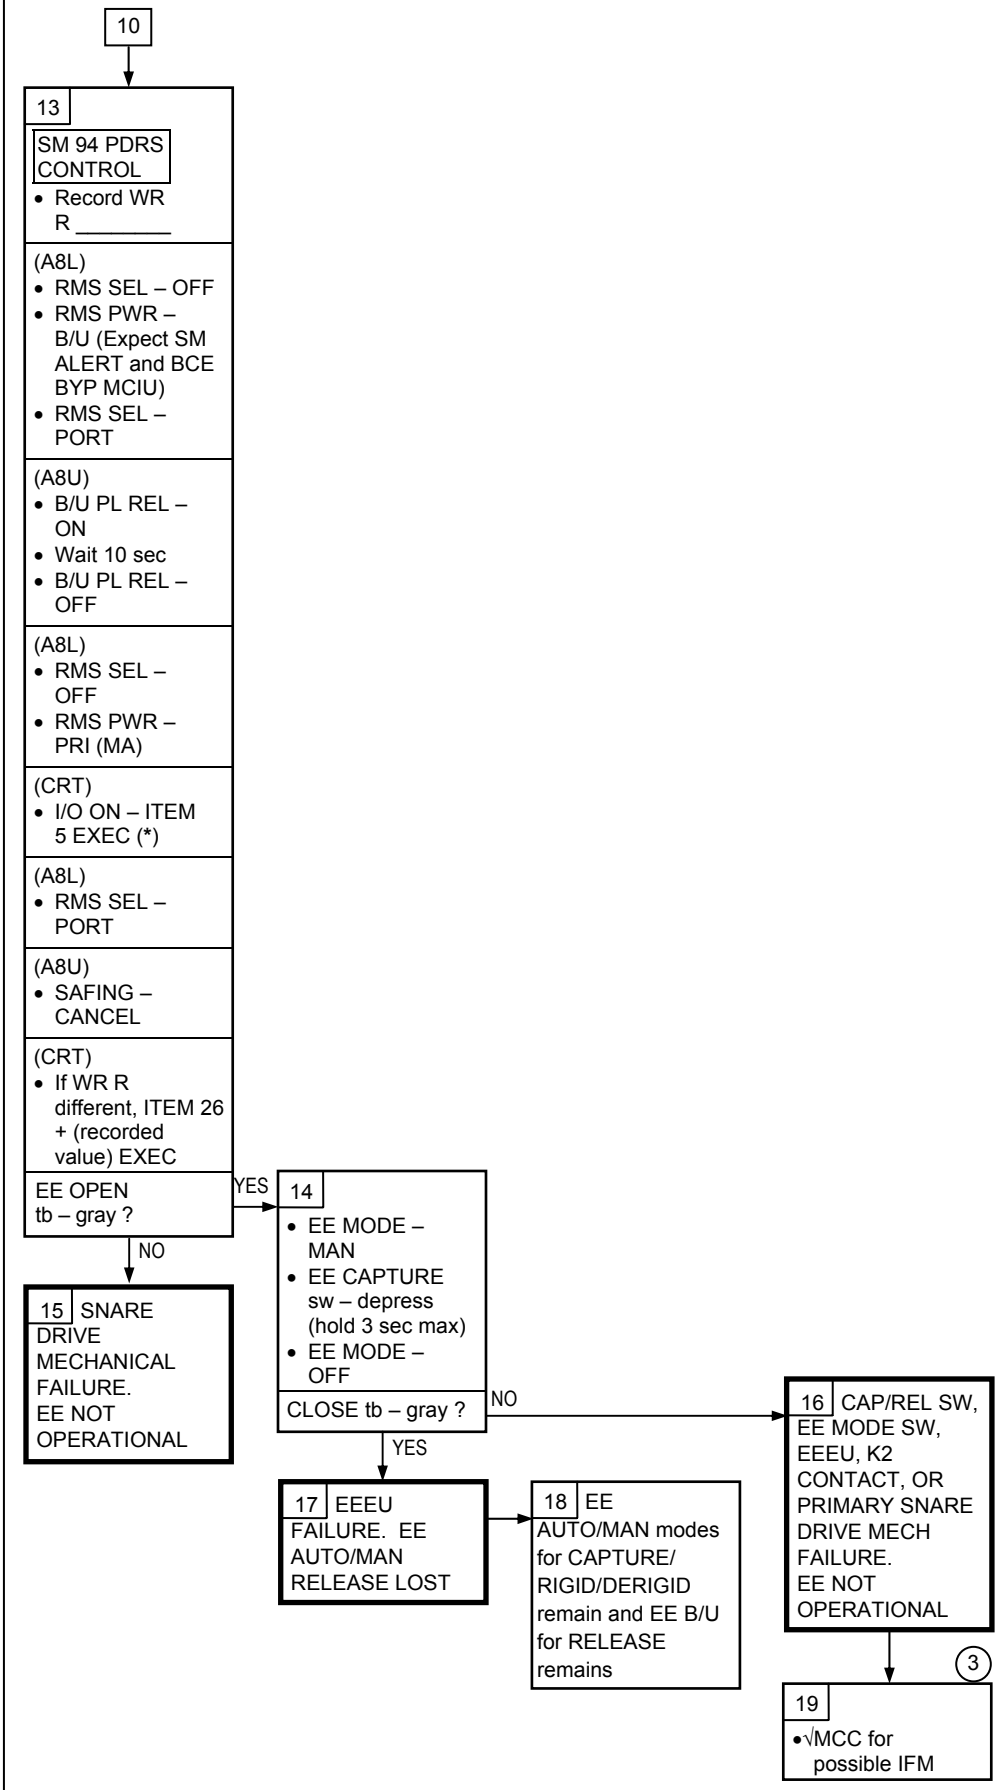 10
13
SM 94 PDRS
CONTROL
• Record WR
R ________
(A8L)
• RMS SEL – OFF
• RMS PWR –
B/U (Expect SM
ALERT and BCE
BYP MCIU)
• RMS SEL –
PORT
(A8U)
• B/U PL REL –
ON
• Wait 10 sec
• B/U PL REL –
OFF
(A8L)
• RMS SEL –
OFF
• RMS PWR –
PRI (MA)
(CRT)
• I/O ON – ITEM
5 EXEC (*)
(A8L)
• RMS SEL –
PORT
(A8U)
• SAFING –
CANCEL
(CRT)
• If WR R
different, ITEM 26
+ (recorded
value) EXEC
EE OPEN
tb – gray ?
YES
NO
14
• EE MODE –
MAN
• EE CAPTURE
sw – depress
(hold 3 sec max)
• EE MODE –
OFF
CLOSE tb – gray ?
NO
YES
15 SNARE
DRIVE
MECHANICAL
FAILURE.
EE NOT
OPERATIONAL
16 CAP/REL SW,
EE MODE SW,
EEEU, K2
CONTACT, OR
PRIMARY SNARE
DRIVE MECH
FAILURE.
EE NOT
OPERATIONAL
17 EEEU
FAILURE. EE
AUTO/MAN
RELEASE LOST
18 EE
AUTO/MAN modes
for CAPTURE/
RIGID/DERIGID
remain and EE B/U
for RELEASE
remains
3
19
•√MCC for
possible IFM